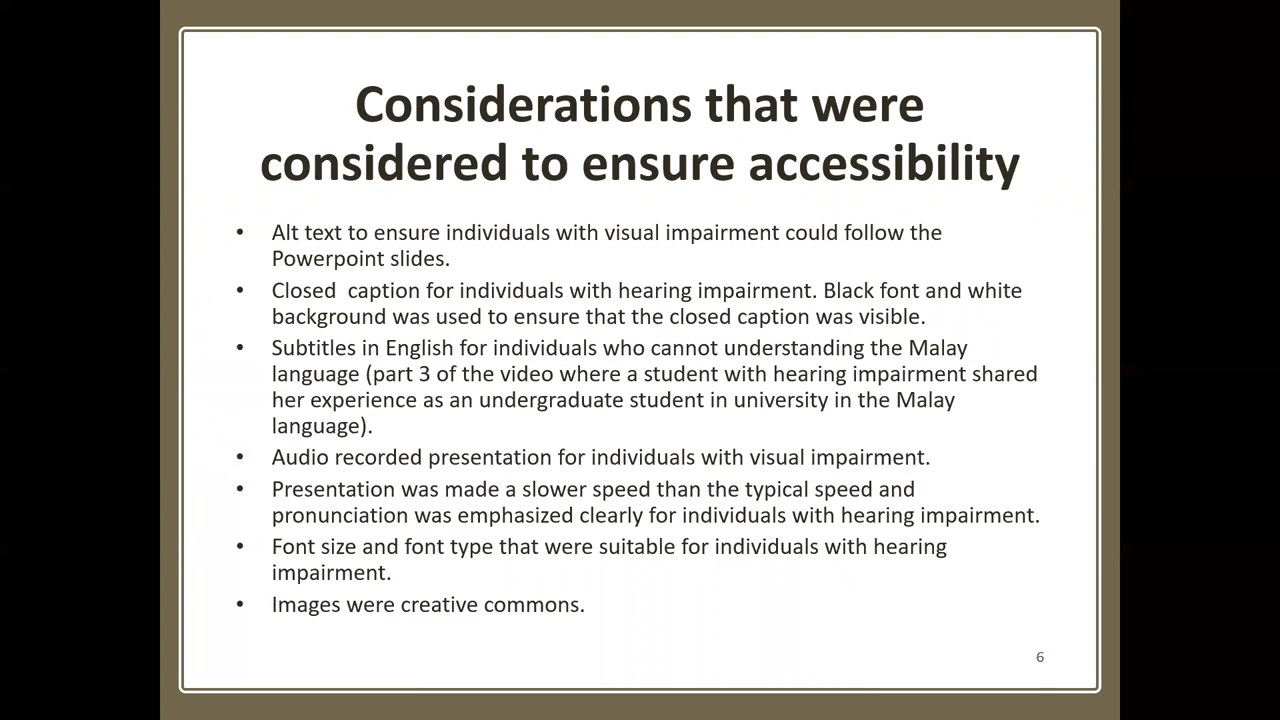 Considerations that were
considered to ensure accessibility
• Alt text to ensure individuals with visual impairment could follow the
Powerpoint slides.
• Closed  caption for individuals with hearing impairment. Black font and white
background was used to ensure that the closed caption was visible.
• Subtitles in English for individuals who cannot understanding the Malay
language (part 3 of the video where a student with hearing impairment shared
her experience as an undergraduate student in university in the Malay
language).
• Audio recorded presentation for individuals with visual impairment.
• Presentation was made a slower speed than the typical speed and
pronunciation was emphasized clearly for individuals with hearing impairment.
• Font size and font type that were suitable for individuals with hearing
impairment.
• Images were creative commons.
6